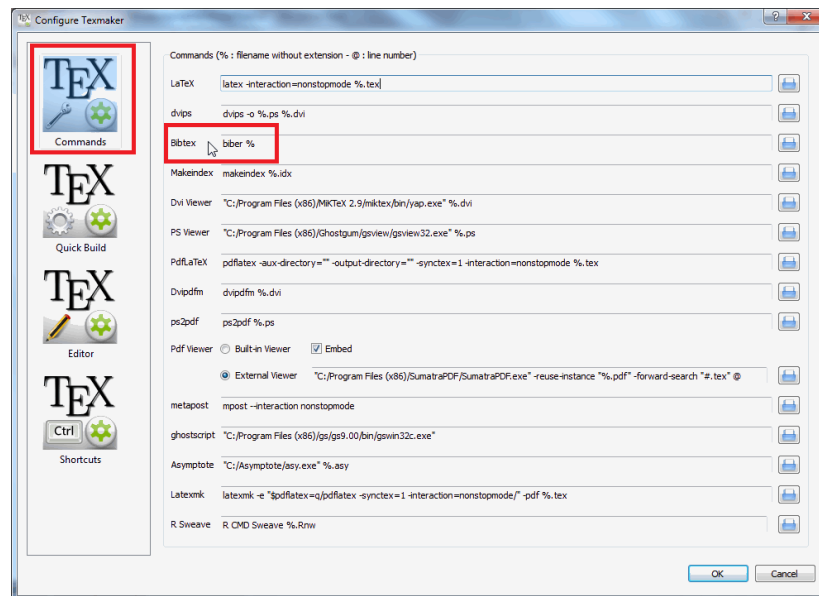 Configure Texmaker
TEX
Commands
TEX
Quick Build
TEX
Editor
TEX
Ctrl
Shortcuts
Commands (% : filename without extension - @ : line number)
LaTeX latex -interaction=nonstopmode %.tex
dvips dvips -o %.ps %.dvi
Bibtex biber %
Makeindex makeindex %.idx
Dvi Viewer "C:/Program Files (x86)/MiKTeX 2.9/miktex/bin/yap.exe" %.dvi
PS Viewer "C:/Program Files (x86)/Ghostgum/gsview/gsview32.exe" %.ps
PdfLaTeX pdflatex -aux-directory="" -output-directory="" -synctex=1 -interaction=nonstopmode %.tex
Dvipdfm dvipdfm %.dvi
ps2pdf ps2pdf %.ps
Pdf Viewer Built-in Viewer Embed
External Viewer "C:/Program Files (x86)/SumatraPDF/SumatraPDF.exe" -reuse-instance "%.pdf" -forward-search "#.tex" @
metapost mpost --interaction nonstopmode
ghostscript "C:/Program Files (x86)/gs/gs9.00/bin/gswin32c.exe"
Asymptote "C:/Asymptote/asy.exe" %.asy
Latexmk latexmk -e "$pdflatex=q/pdflatex -synctex=1 -interaction=nonstopmode/" -pdf %.tex
R Sweave R CMD Sweave %.Rnw
OK Cancel